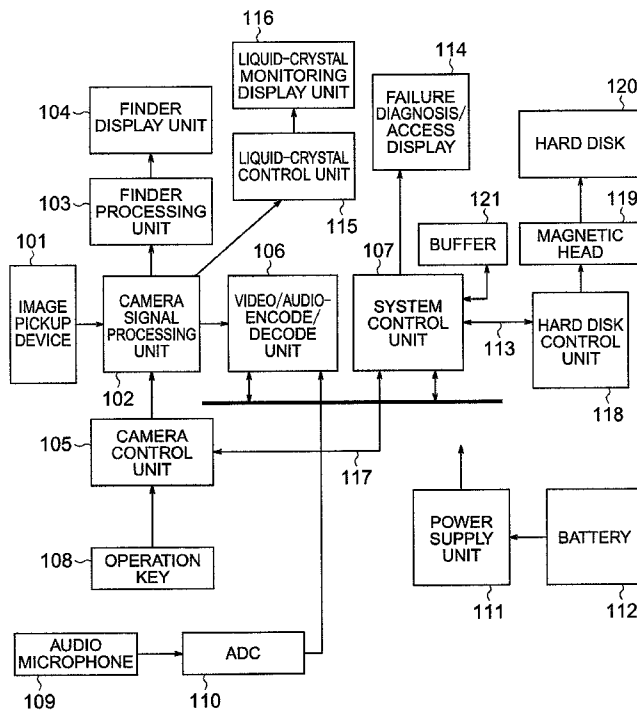 116
LIQUID-CRYSTAL
MONITORING
DISPLAY UNIT
114
FAILURE
DIAGNOSIS/
ACCESS
DISPLAY
120
HARD DISK
104
FINDER
DISPLAY UNIT
103
FINDER
PROCESSING
UNIT
LIQUID-CRYSTAL
CONTROL UNIT
115
119
MAGNETIC
HEAD
121
BUFFER
101
IMAGE
PICKUP
DEVICE
CAMERA
SIGNAL
PROCESSING
UNIT
102
106
VIDEO/AUDIO-
ENCODE/
DECODE
UNIT
107
SYSTEM
CONTROL
UNIT
113
HARD DISK
CONTROL
UNIT
118
105
CAMERA
CONTROL
UNIT
117
108
OPERATION
KEY
POWER
SUPPLY
UNIT
111
BATTERY
112
AUDIO
MICROPHONE
109
ADC
110